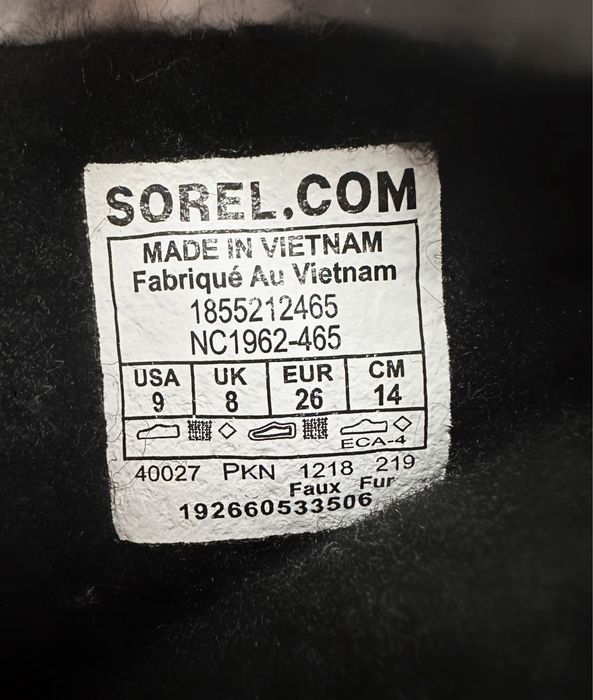 SOREL.COM
MADE IN VIETNAM
Fabriqué Au Vietnam
1855212465
NC1962-465
USA UK EUR CM
9 8 26 14
ECA-4
40027 PKN 1218 219
Faux Fur
192660533506